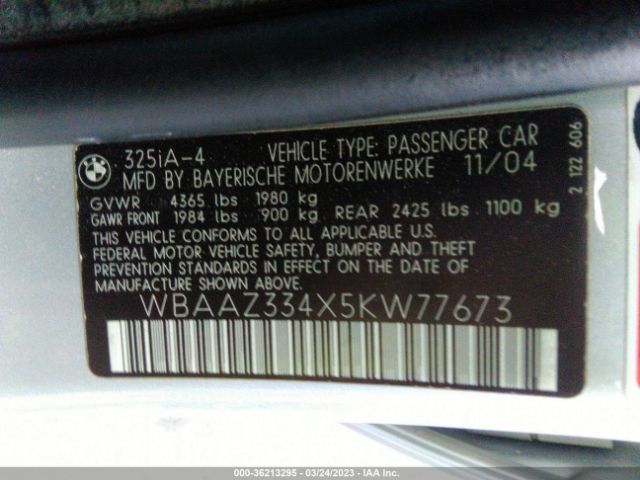 BMW
325iA-4 VEHICLE TYPE: PASSENGER CAR
MFD BY BAYERISCHE MOTORENWERKE 11/04
GVWR 4365 lbs 1980 kg
GAWR FRONT 1984 lbs 900 kg REAR 2425 lbs 1100 kg
THIS VEHICLE CONFORMS TO ALL APPLICABLE U.S.
FEDERAL MOTOR VEHICLE SAFETY, BUMPER AND THEFT
PREVENTION STANDARDS IN EFFECT ON THE DATE OF
MANUFACTURE SHOWN ABOVE.
WBAAZ334X5KW77673
2 122 606
000-36213295 - 03/24/2023 - IAA Inc.